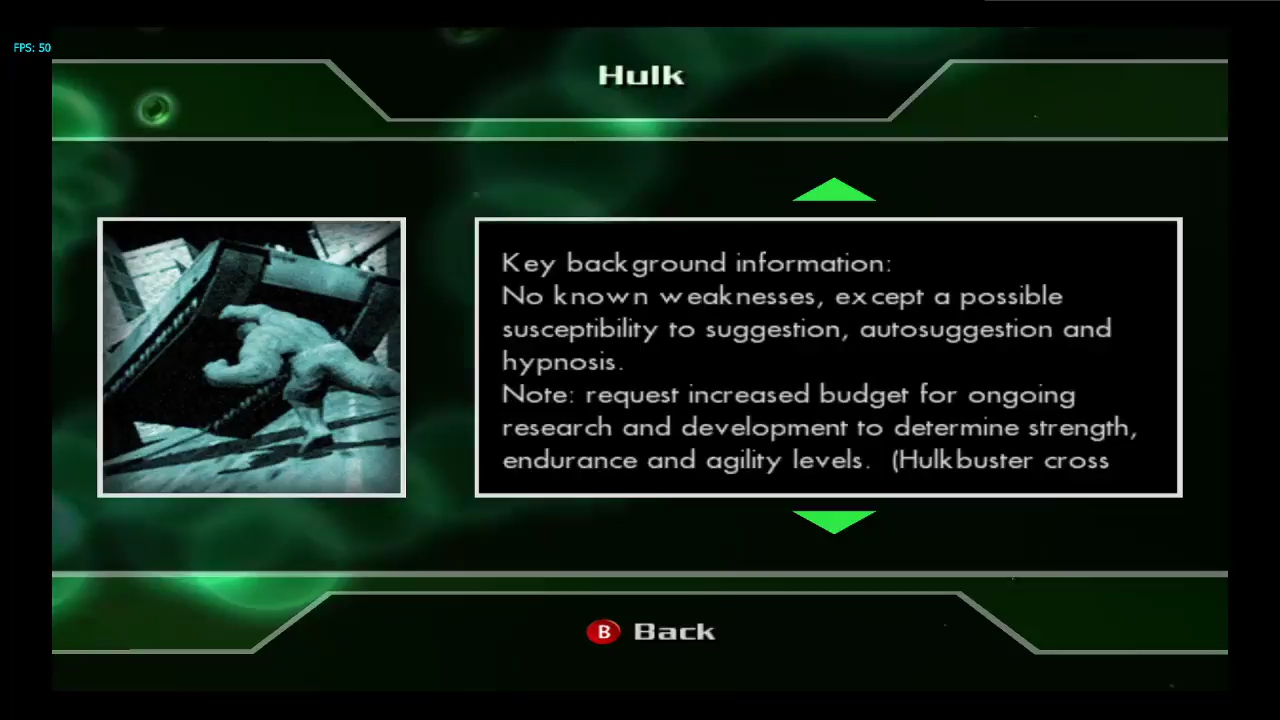 FPS: 50
Hulk
Key background information:
No known weaknesses, except a possible
susceptibility to suggestion, autosuggestion and
hypnosis.
Note: request increased budget for ongoing
research and development to determine strength,
endurance and agility levels. (Hulkbuster cross
B Back